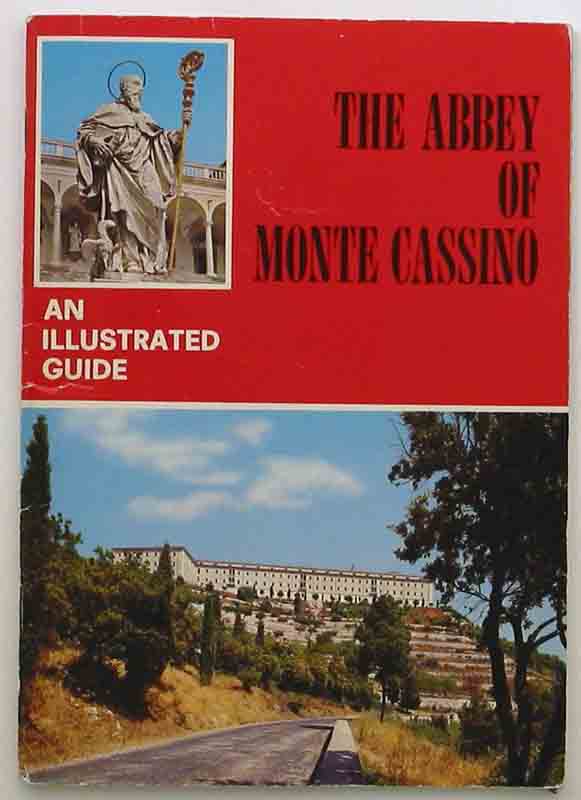 THE ABBEY
OF
MONTE CASSINO
AN
ILLUSTRATED
GUIDE